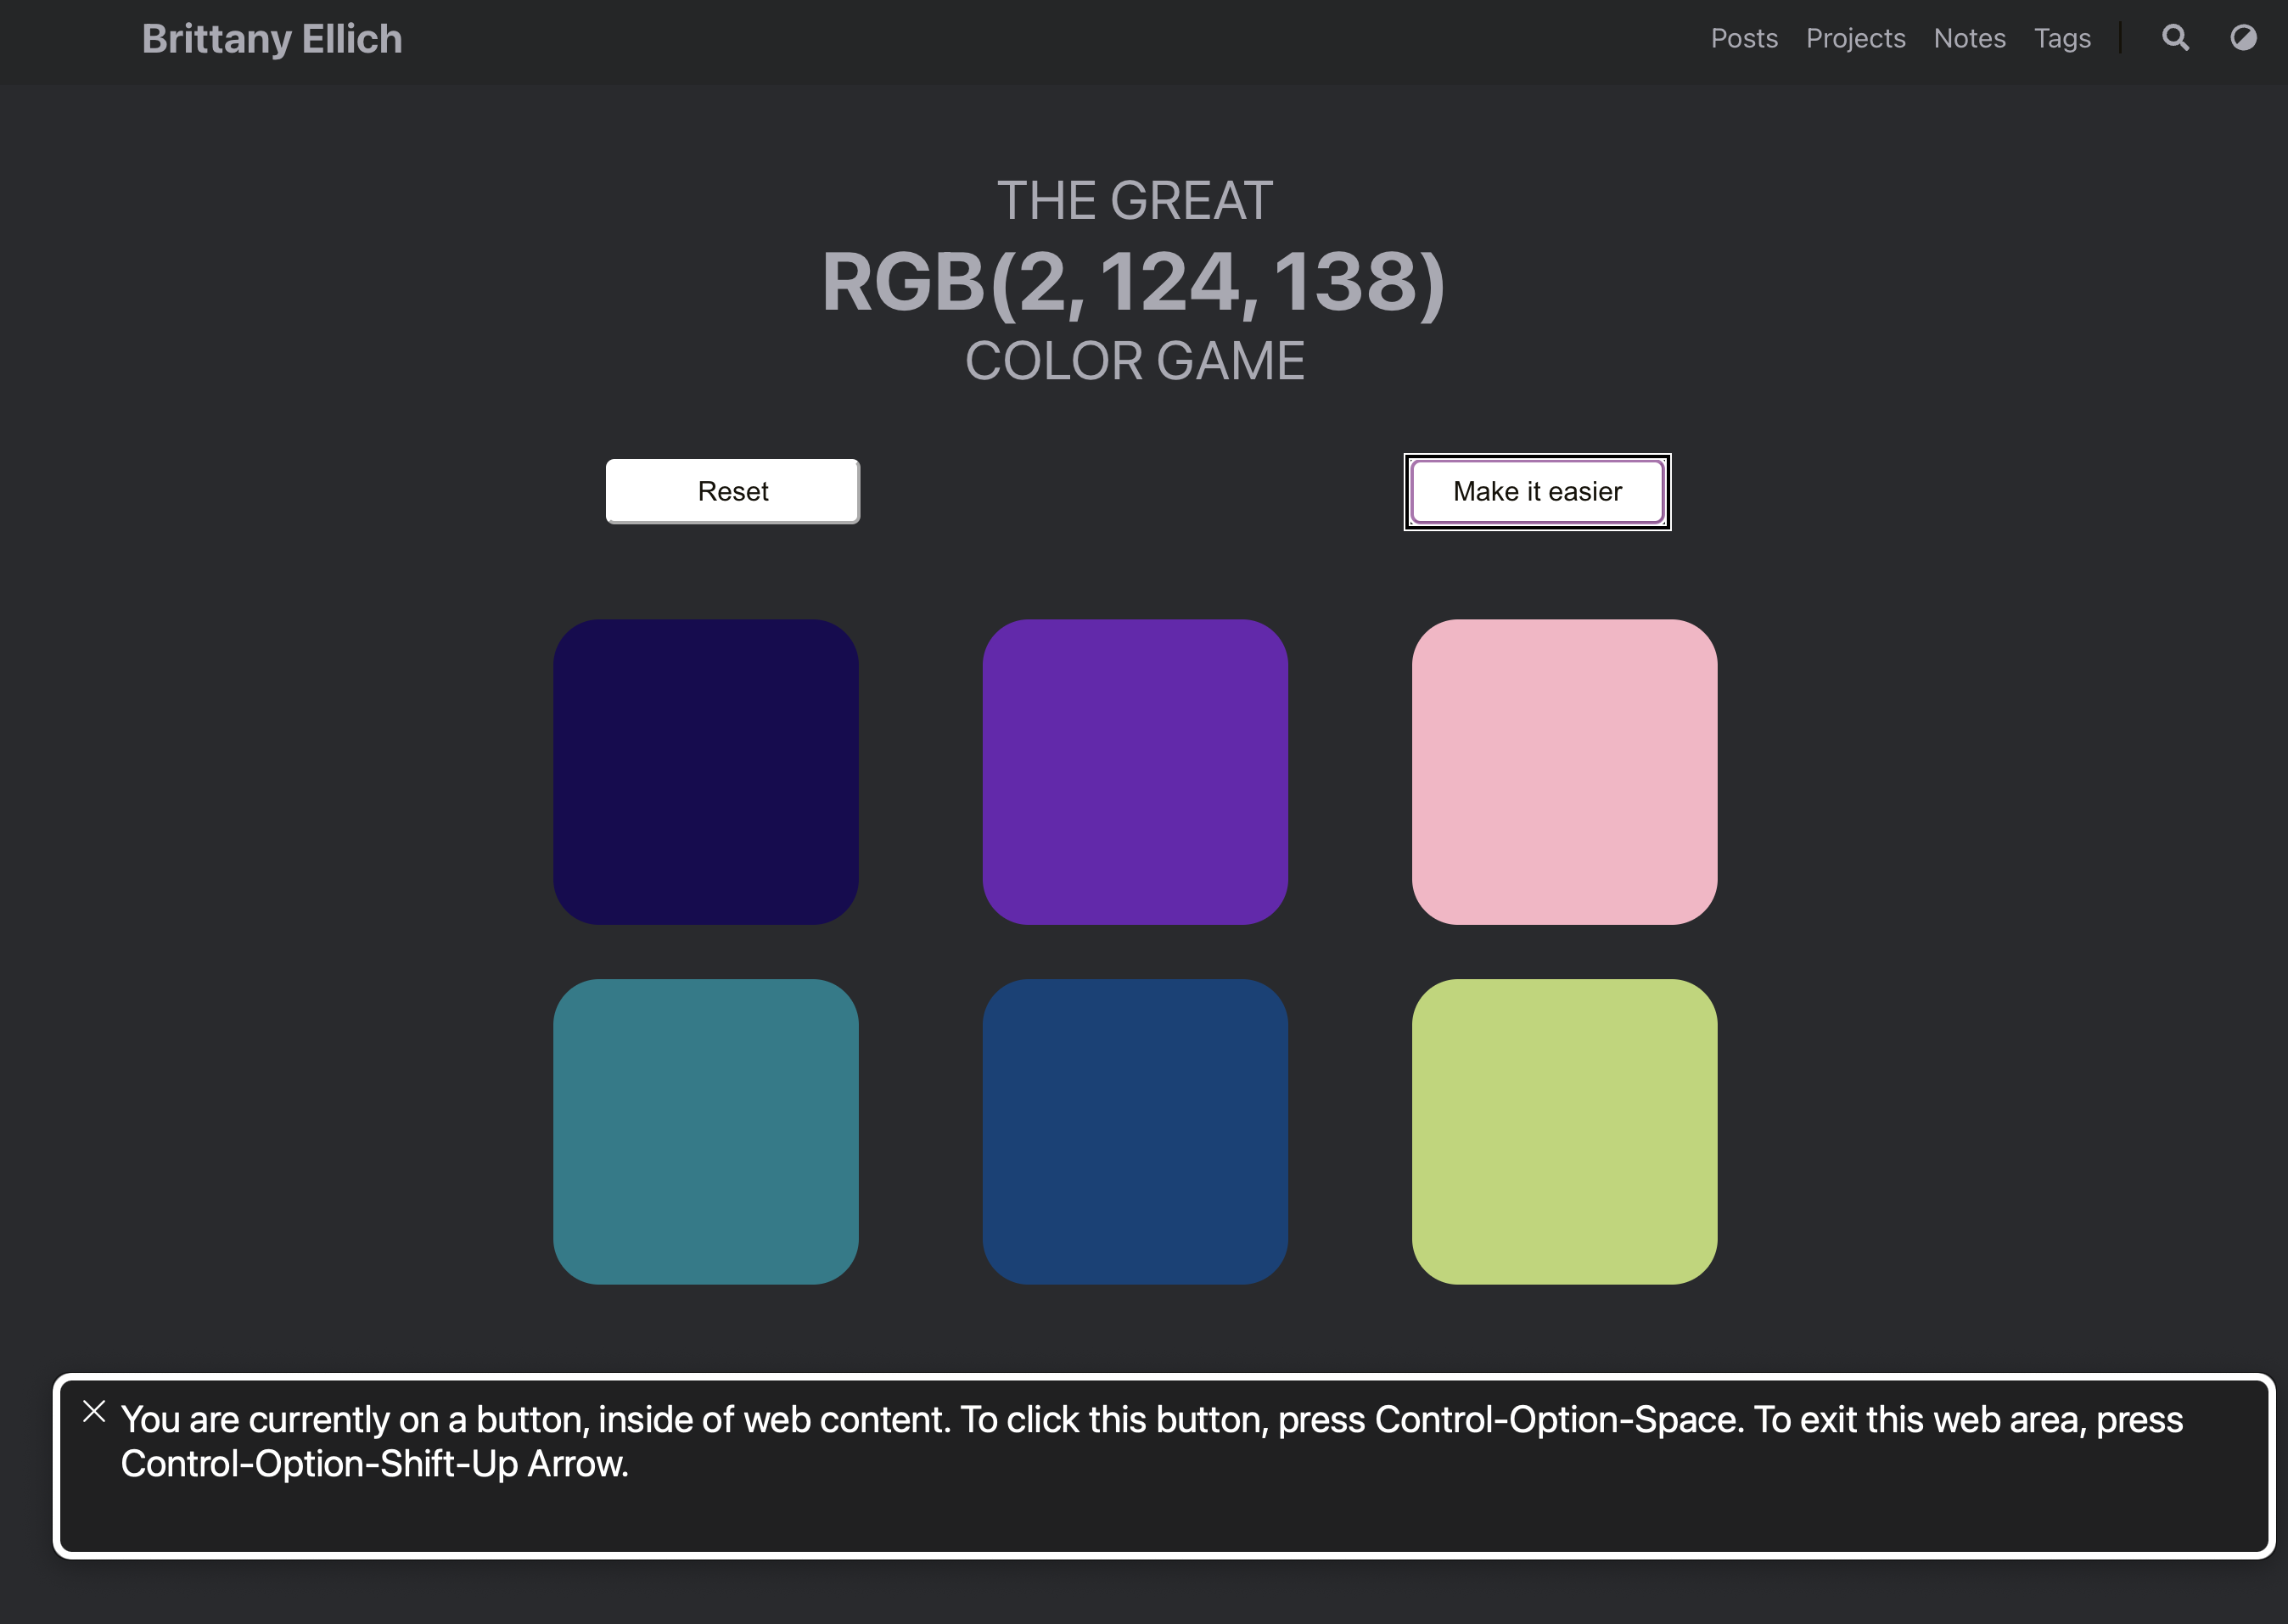 Brittany Ellich
Posts Projects Notes Tags
THE GREAT
RGB(2, 124, 138)
COLOR GAME
Reset
Make it easier
You are currently on a button, inside of web content. To click this button, press Control-Option-Space. To exit this web area, press
Control-Option-Shift-Up Arrow.